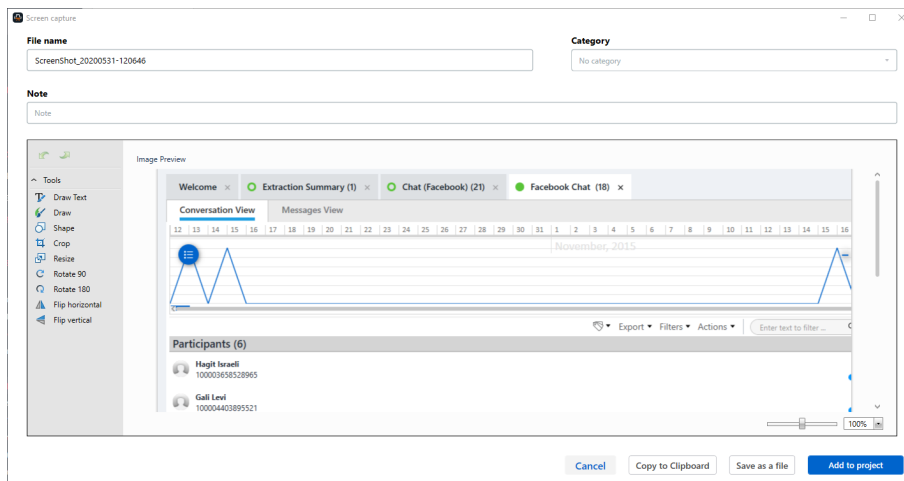 Screen capture
File name
Category
ScreenShot_20200531-120646
No category
Note
Note
Image Preview
Tools
Draw Text
Draw
Shape
Crop
Resize
Rotate 90
Rotate 180
Flip horizontal
Flip vertical
Welcome × Extraction Summary (1) × Chat (Facebook) (21) × Facebook Chat (18) ×
Conversation View Messages View
12 13 14 15 16 17 18 19 20 21 22 23 24 25 26 27 28 29 30 31 1 2 3 4 5 6 7 8 9 10 11 12 13 14 15 16
November, 2015
Export Filters Actions Enter text to filter ...
Participants (6)
Hagit Israeli
100003658528965
Gali Levi
100004403895521
100%
Cancel Copy to Clipboard Save as a file Add to project